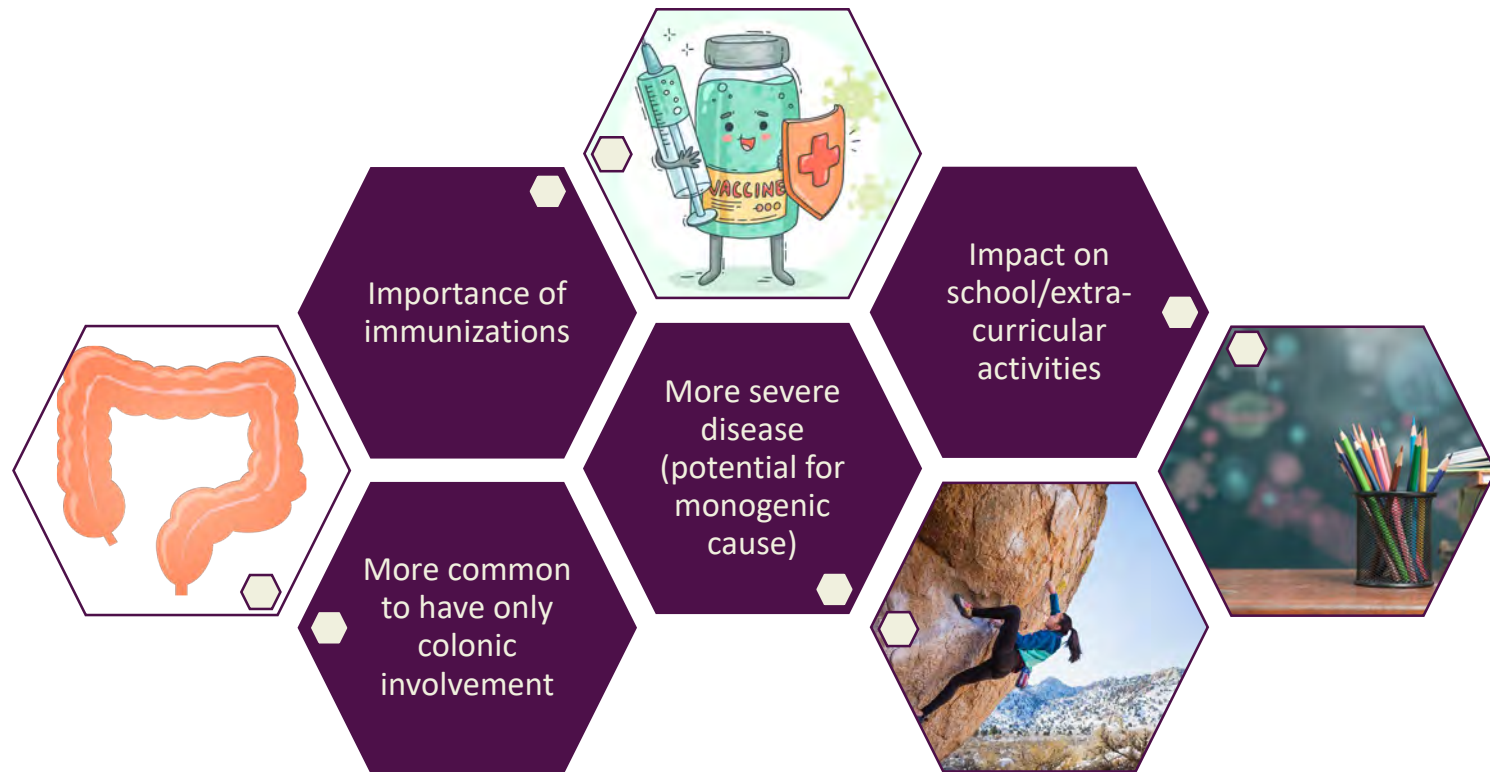 VACCINE
Importance of
immunizations
Impact on
school/extra-
curricular
activities
More severe
disease
(potential for
monogenic
cause)
More common
to have only
colonic
involvement